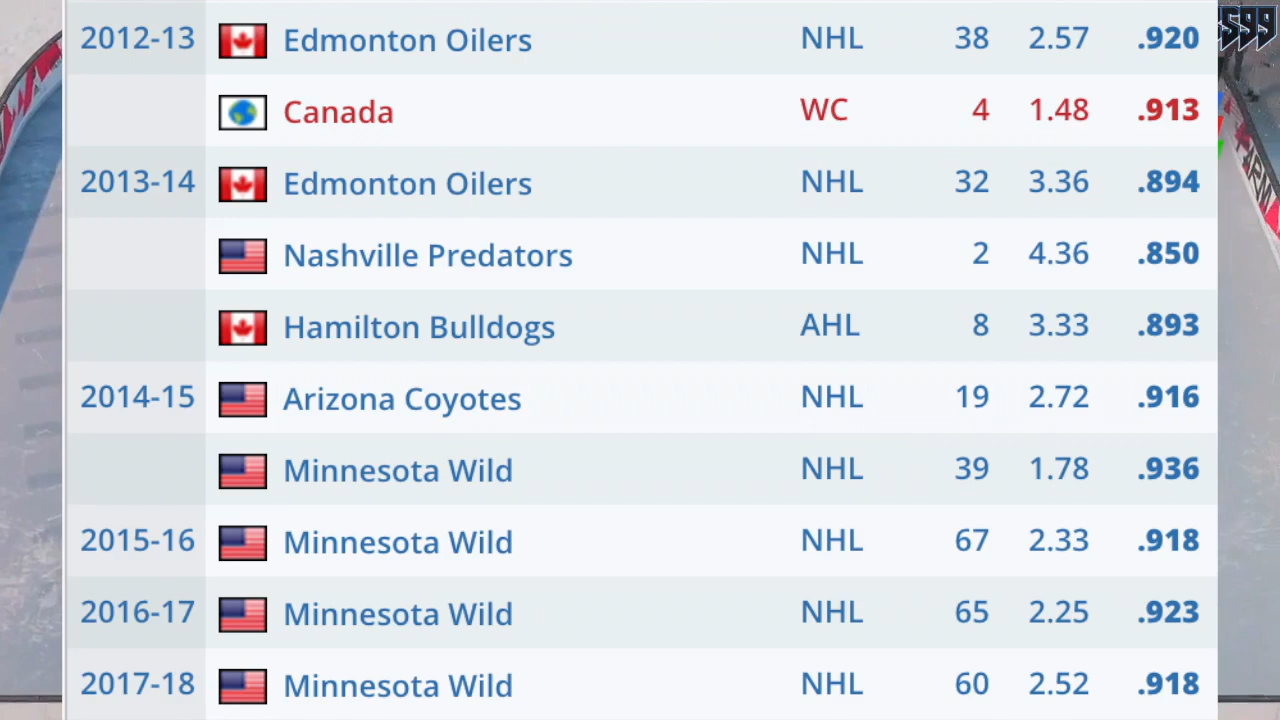 2012-13 Edmonton Oilers NHL 38 2.57 .920
Canada WC 4 1.48 .913
2013-14 Edmonton Oilers NHL 32 3.36 .894
Nashville Predators NHL 2 4.36 .850
Hamilton Bulldogs AHL 8 3.33 .893
2014-15 Arizona Coyotes NHL 19 2.72 .916
Minnesota Wild NHL 39 1.78 .936
2015-16 Minnesota Wild NHL 67 2.33 .918
2016-17 Minnesota Wild NHL 65 2.25 .923
2017-18 Minnesota Wild NHL 60 2.52 .918